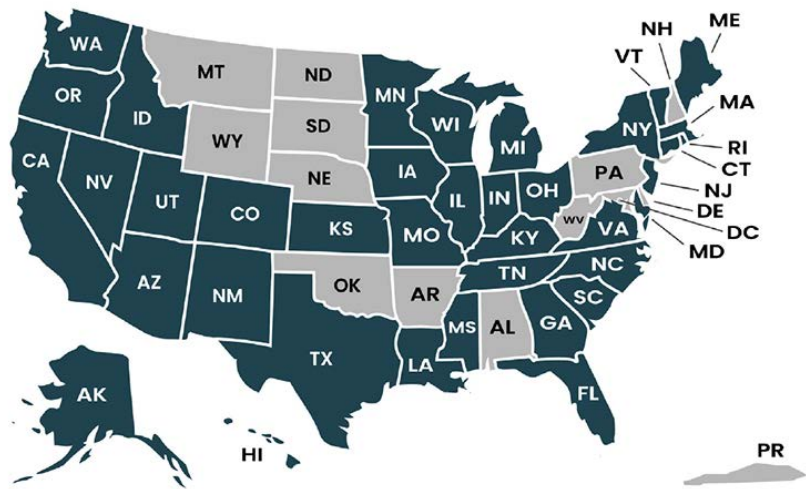 ME
NH
VT
WA
MT
ND
MN
OR
ID
SD
WI
NY
MA
WY
MI
RI
CA
NE
IA
PA
CT
NV
UT
CO
IL
IN
OH
NJ
DE
KS
MO
KY
WV
VA
DC
MD
AZ
NM
OK
AR
TN
NC
SC
MS
AL
GA
TX
LA
AK
FL
HI
PR